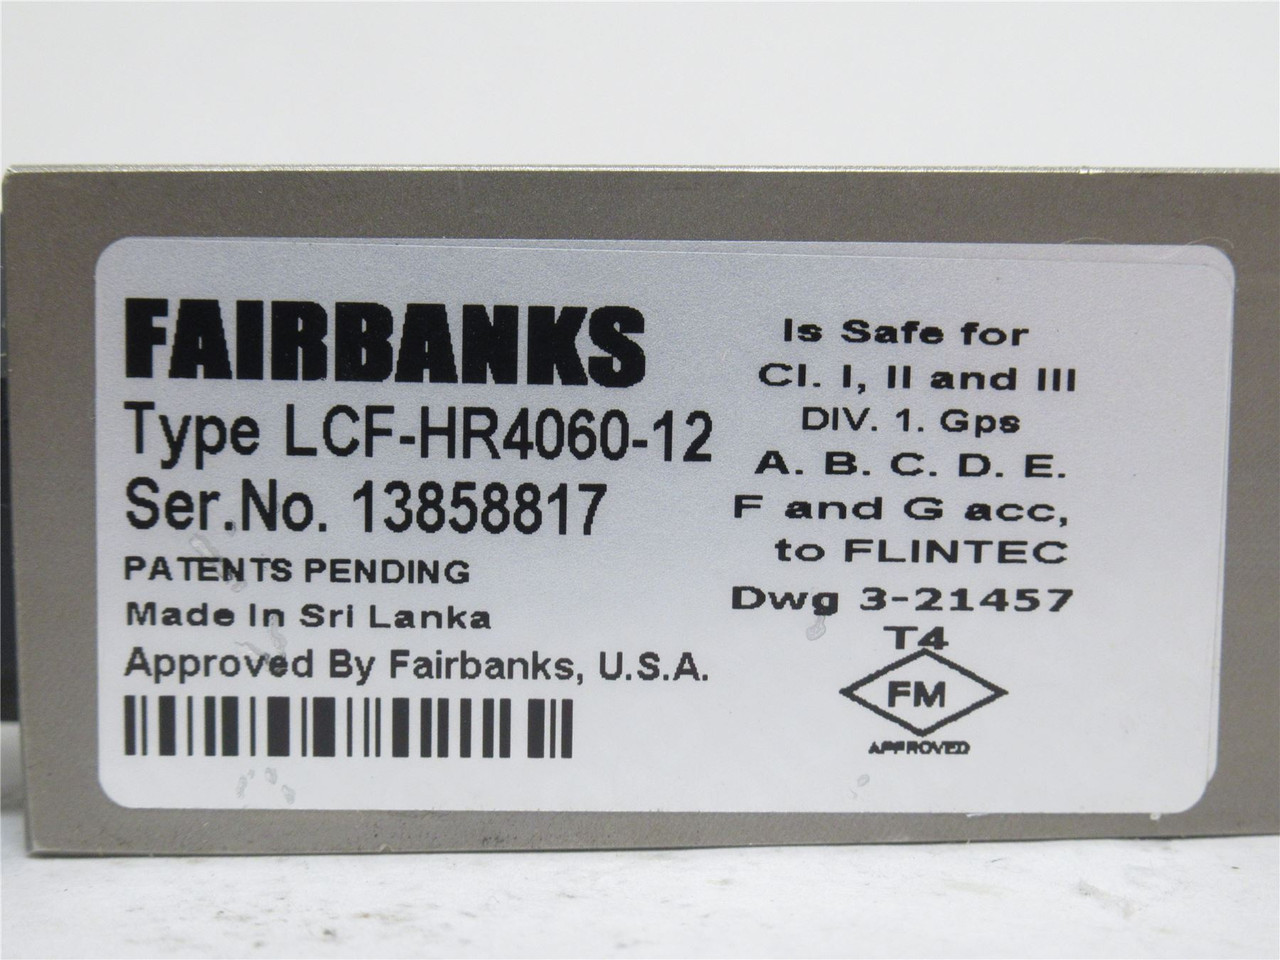 FAIRBANKS
Type LCF-HR4060-12
Ser.No. 13858817
PATENTS PENDING
Made In Sri Lanka
Approved By Fairbanks, U.S.A.
Is Safe for
Cl. I, II and III
DIV. 1. Gps
A. B. C. D. E.
F and G acc,
to FLINTEC
Dwg 3-21457
T4
FM
APPROVED